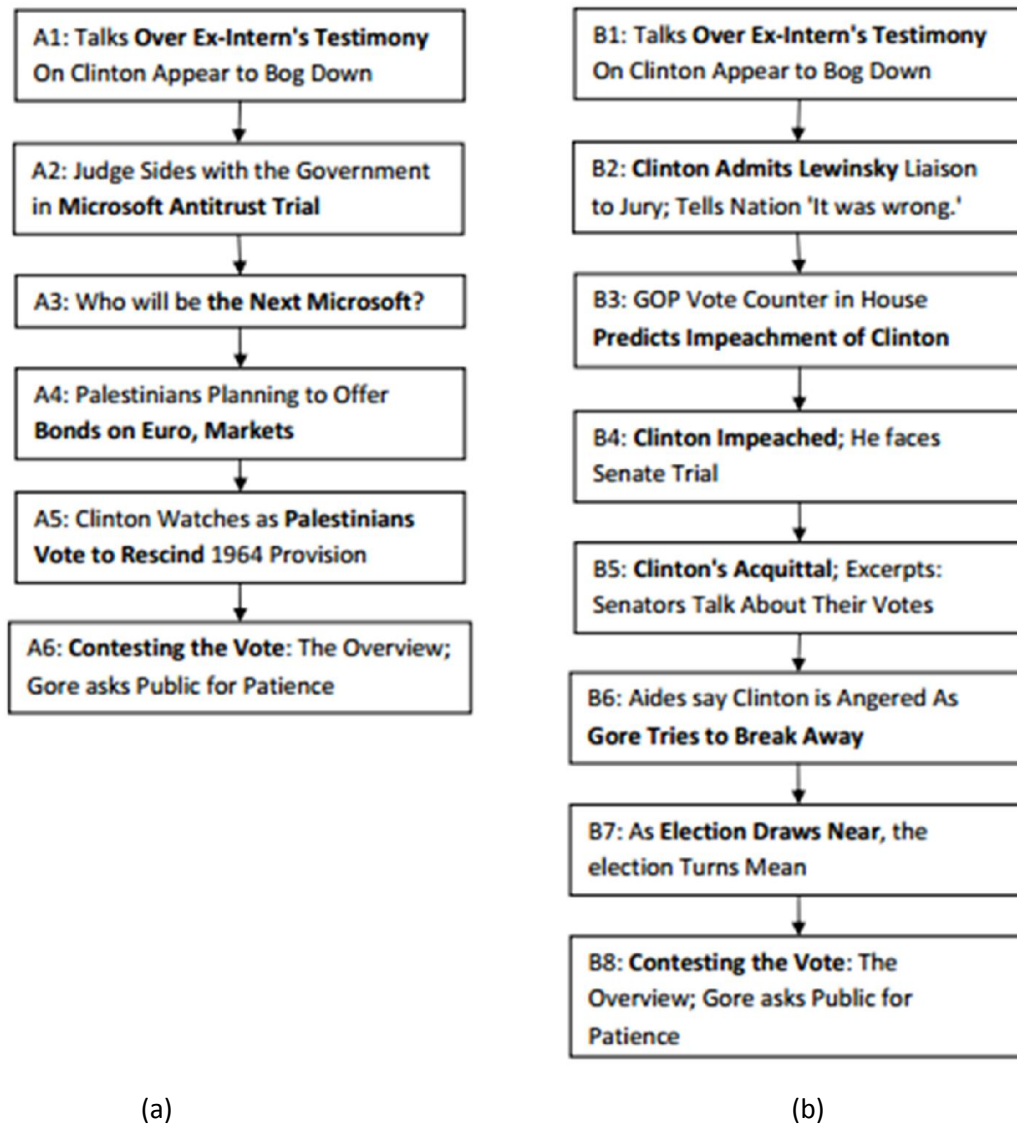 A1: Talks Over Ex-Intern's Testimony
On Clinton Appear to Bog Down
A2: Judge Sides with the Government
in Microsoft Antitrust Trial
A3: Who will be the Next Microsoft?
A4: Palestinians Planning to Offer
Bonds on Euro, Markets
A5: Clinton Watches as Palestinians
Vote to Rescind 1964 Provision
A6: Contesting the Vote: The Overview;
Gore asks Public for Patience
(a)
B1: Talks Over Ex-Intern's Testimony
On Clinton Appear to Bog Down
B2: Clinton Admits Lewinsky Liaison
to Jury; Tells Nation 'It was wrong.'
B3: GOP Vote Counter in House
Predicts Impeachment of Clinton
B4: Clinton Impeached; He faces
Senate Trial
B5: Clinton's Acquittal; Excerpts:
Senators Talk About Their Votes
B6: Aides say Clinton is Angered As
Gore Tries to Break Away
B7: As Election Draws Near, the
election Turns Mean
B8: Contesting the Vote: The
Overview; Gore asks Public for
Patience
(b)